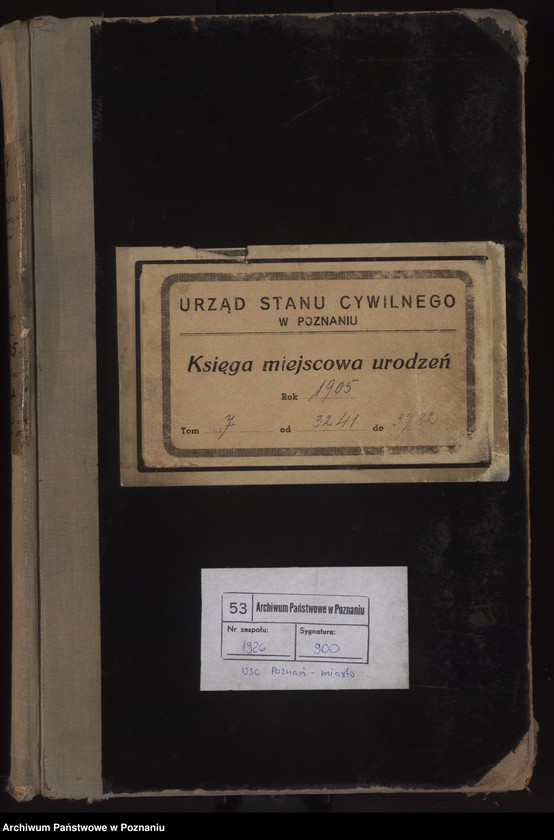 URZĄD STANU CYWILNEGO
W POZNANIU
Księga miejscowa urodzeń
Rok 1905
Tom 7 od 3241 do 3732
53 Archiwum Państwowe w Poznaniu
Nr zespołu: Sygnatura:
1926 900
USC Poznań - miasto
Archiwum Państwowe w Poznaniu